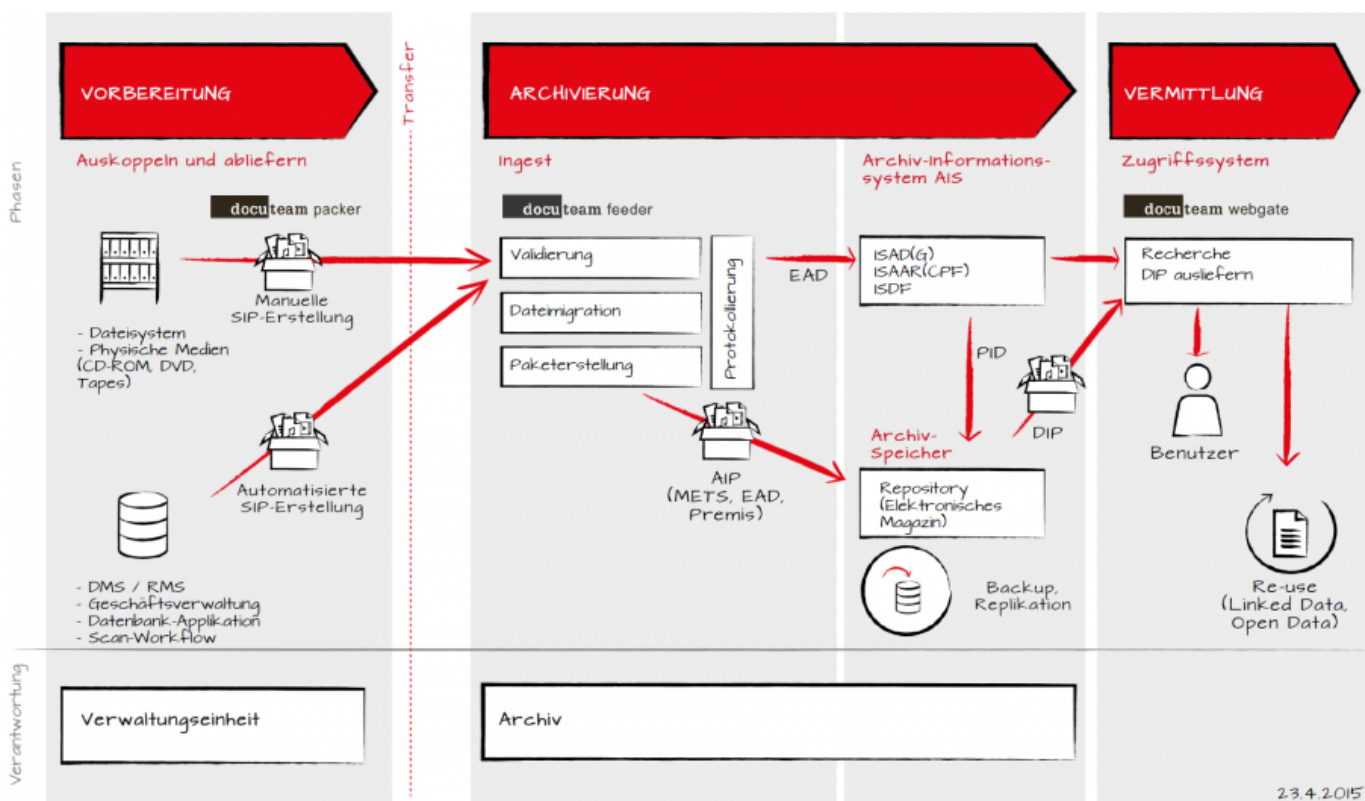 VORBEREITUNG
Transfer
ARCHIVIERUNG
VERMITTLUNG
Phasen
Auskoppeln und abliefern
Ingest
Archiv-Informations-
system AIS
Zugriffssystem
docuteam packer
docuteam feeder
docuteam webgate
Manuelle
SIP-Erstellung
- Dateisystem
- Physische Medien
(CD-ROM, DVD,
Tapes)
Automatisierte
SIP-Erstellung
- DMS / RMS
- Geschäftsverwaltung
- Datenbank-Applikation
- Scan-Workflow
Validierung
Dateimigration
Paketerstellung
Protokollierung
EAD
AIP
(METS, EAD,
Premis)
ISAD(G)
ISAAR(CPF)
ISDF
PID
DIP
Archiv-
Speicher
Repository
(Elektronisches
Magazin)
Backup,
Replikation
Recherche
DIP ausliefern
Benutzer
Re-use
(Linked Data,
Open Data)
Verantwortung
Verwaltungseinheit
Archiv
23.4.2015